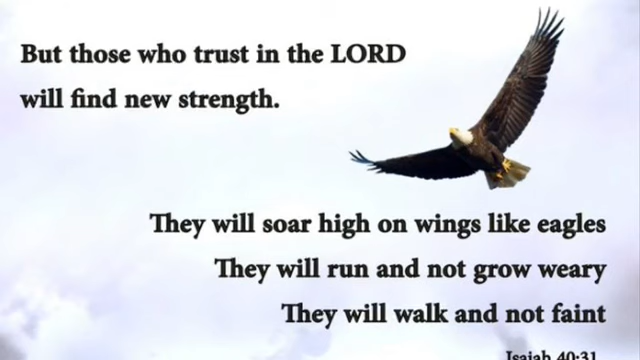 But those who trust in the LORD
will find new strength.
They will soar high on wings like eagles
They will run and not grow weary
They will walk and not faint
Isaiah 40:31